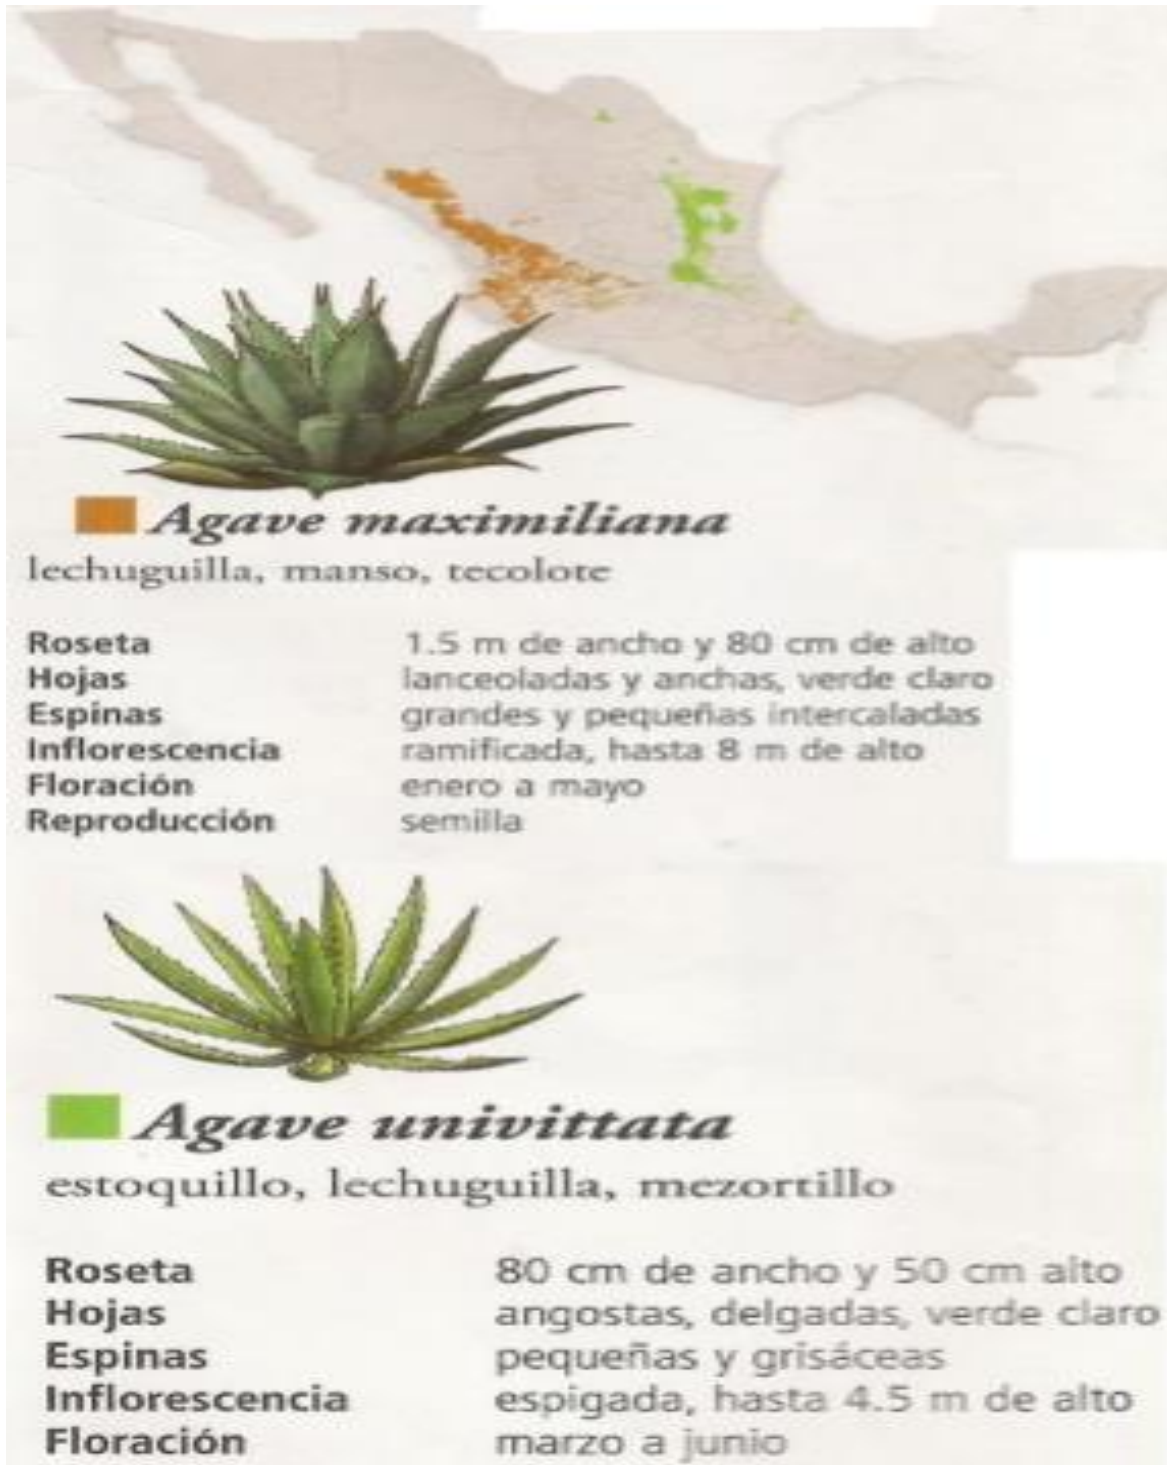 Agave maximiliana
lechuguilla, manso, tecolote
Roseta 1.5 m de ancho y 80 cm de alto
Hojas lanceoladas y anchas, verde claro
Espinas grandes y pequeñas intercaladas
Inflorescencia ramificada, hasta 8 m de alto
Floración enero a mayo
Reproducción semilla
Agave univittata
estoquillo, lechuguilla, mezortillo
Roseta 80 cm de ancho y 50 cm alto
Hojas angostas, delgadas, verde claro
Espinas pequeñas y grisáceas
Inflorescencia espigada, hasta 4.5 m de alto
Floración marzo a junio